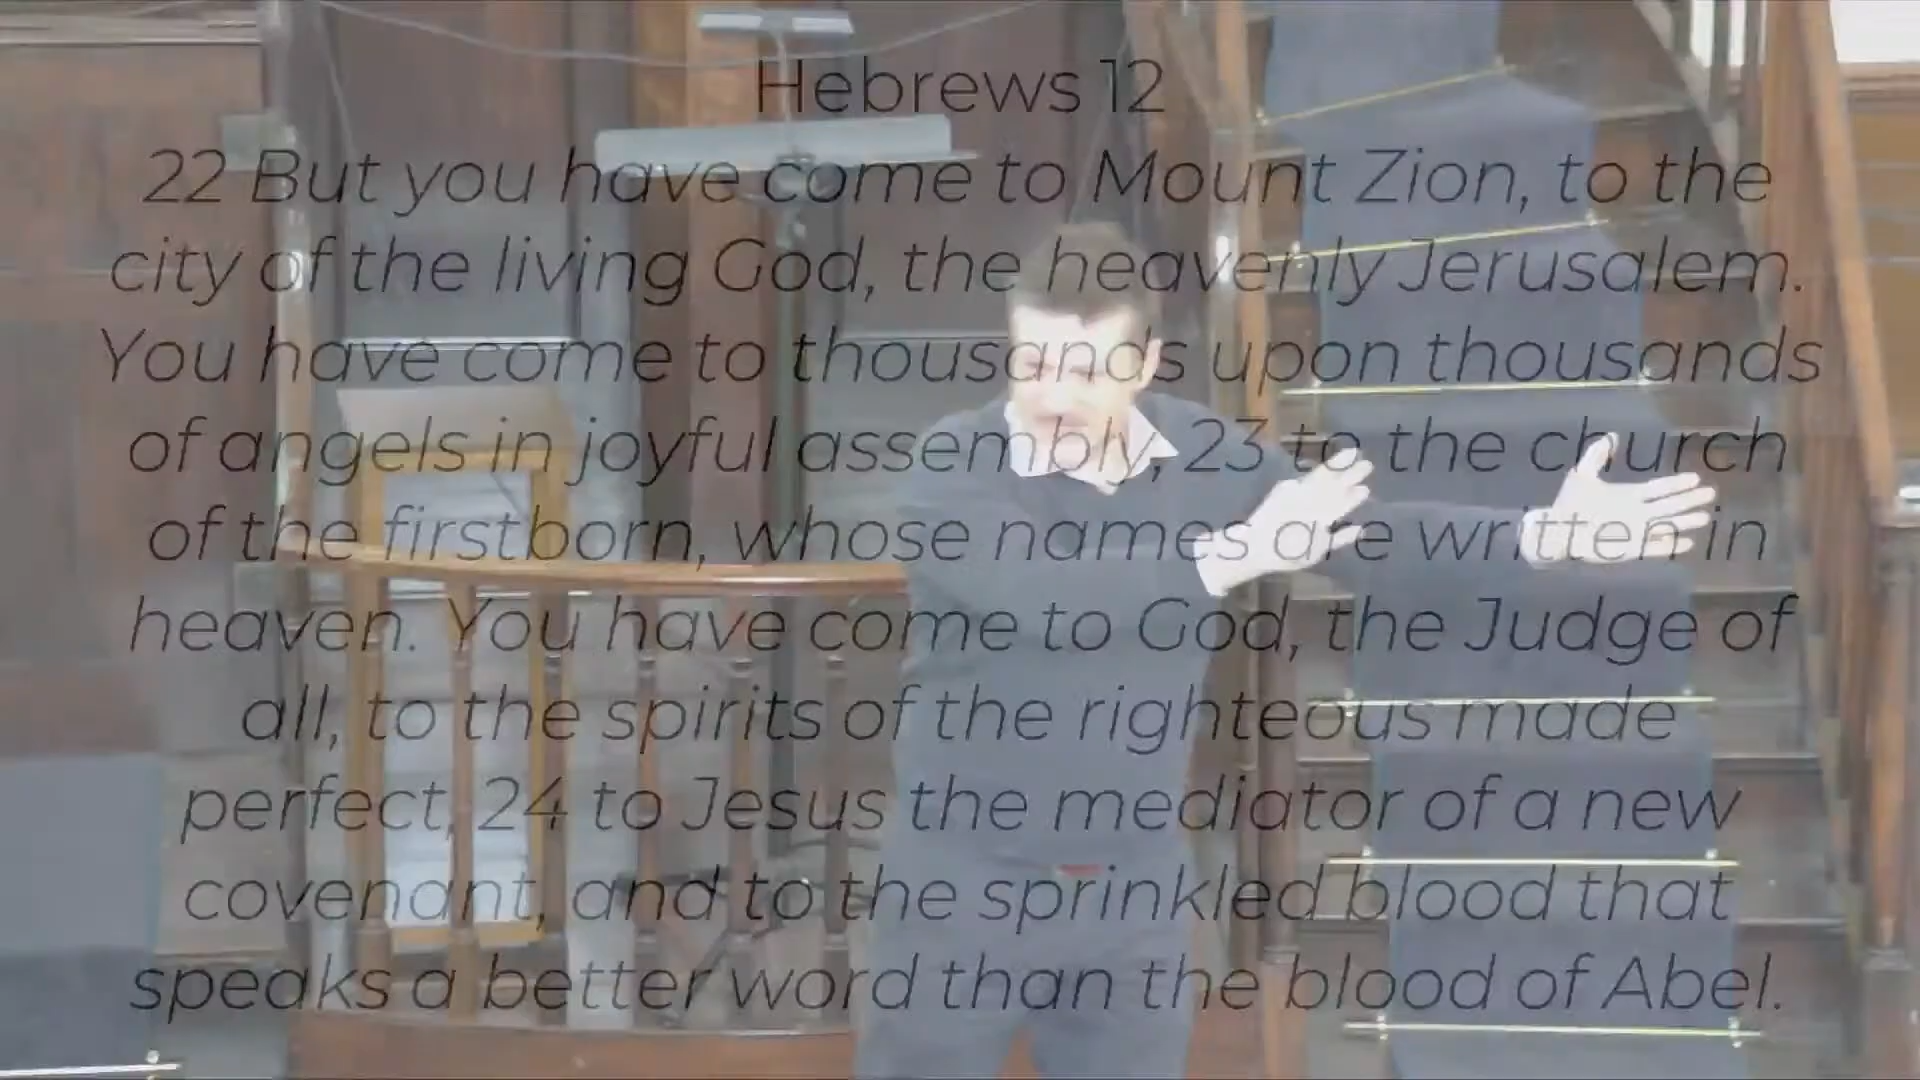 Hebrews 12
22 But you have come to Mount Zion, to the
city of the living God, the heavenly Jerusalem.
You have come to thousands upon thousands
of angels in joyful assembly, 23 to the church
of the firstborn, whose names are written in
heaven. You have come to God, the Judge of
all, to the spirits of the righteous made
perfect, 24 to Jesus the mediator of a new
covenant, and to the sprinkled blood that
speaks a better word than the blood of Abel.